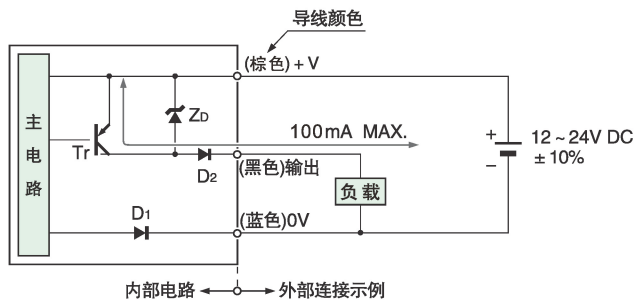 导线颜色
(棕色)+V
主电路
Tr
ZD
100mA MAX.
D2
(黑色)输出
+
−
12~24V DC
±10%
负载
D1
(蓝色)0V
内部电路
外部连接示例